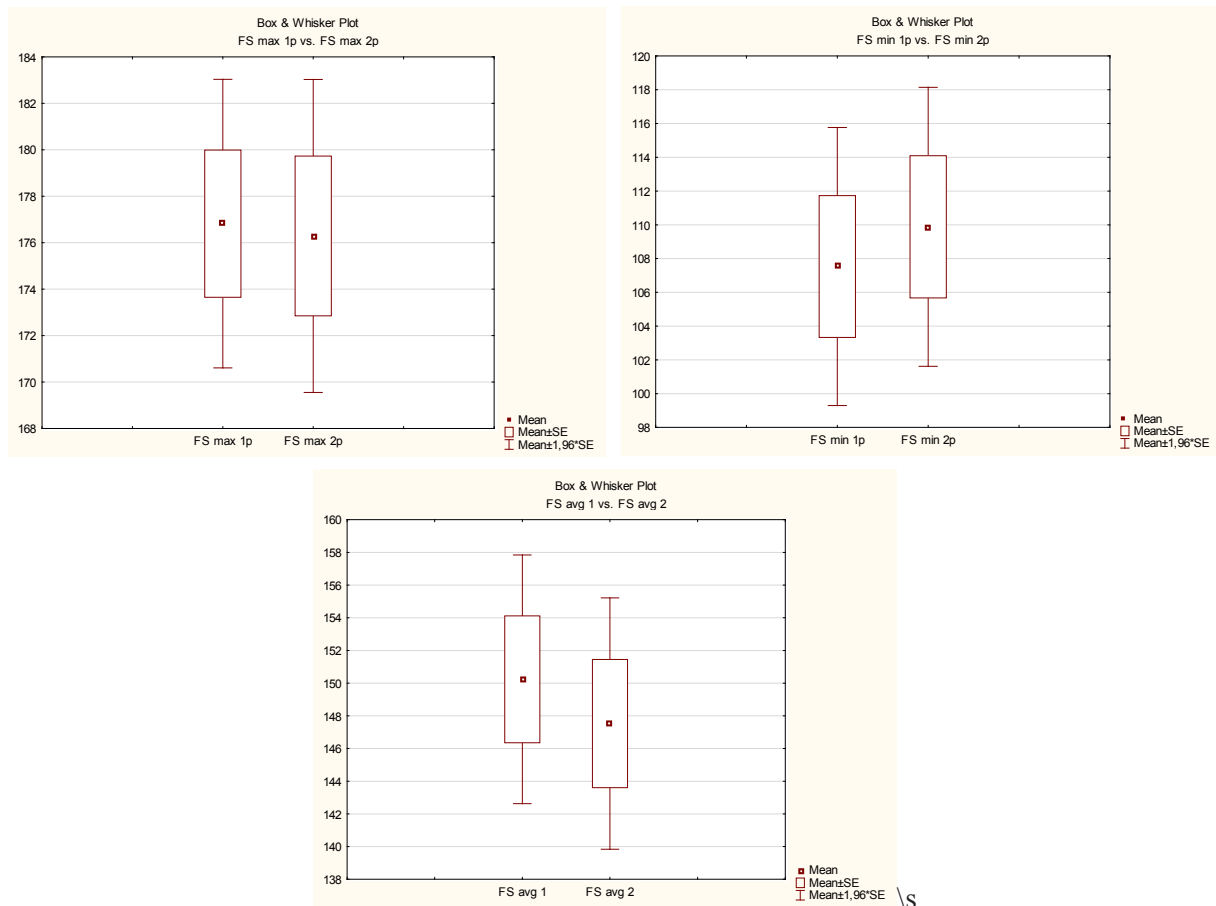 Box & Whisker Plot
FS max 1p vs. FS max 2p
184
182
180
178
176
174
172
170
168
FS max 1p FS max 2p
Mean
Mean±SE
Mean±1,96*SE
Box & Whisker Plot
FS min 1p vs. FS min 2p
120
118
116
114
112
110
108
106
104
102
100
98
FS min 1p FS min 2p
Mean
Mean±SE
Mean±1,96*SE
Box & Whisker Plot
FS avg 1 vs. FS avg 2
160
158
156
154
152
150
148
146
144
142
140
138
FS avg 1 FS avg 2
Mean
Mean±SE
Mean±1,96*SE
\s